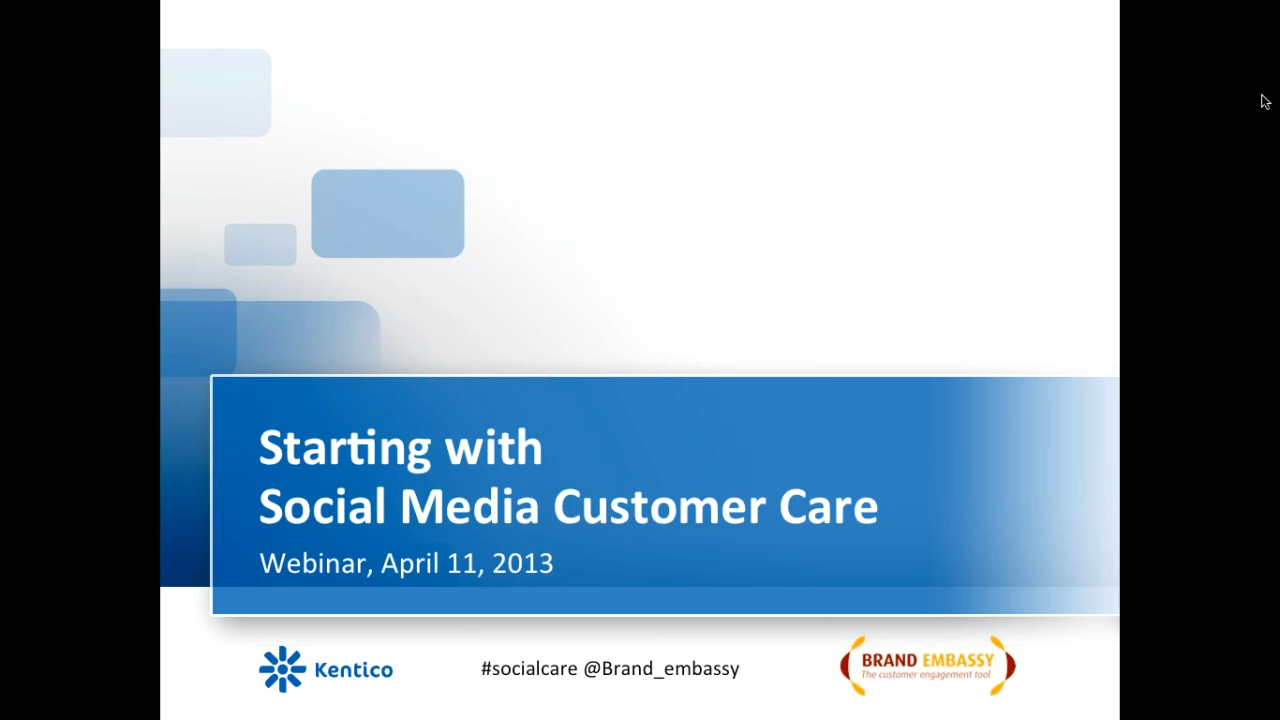 Starting with
Social Media Customer Care
Webinar, April 11, 2013
Kentico
#socialcare @Brand_embassy
BRAND EMBASSY
The customer engagement tool